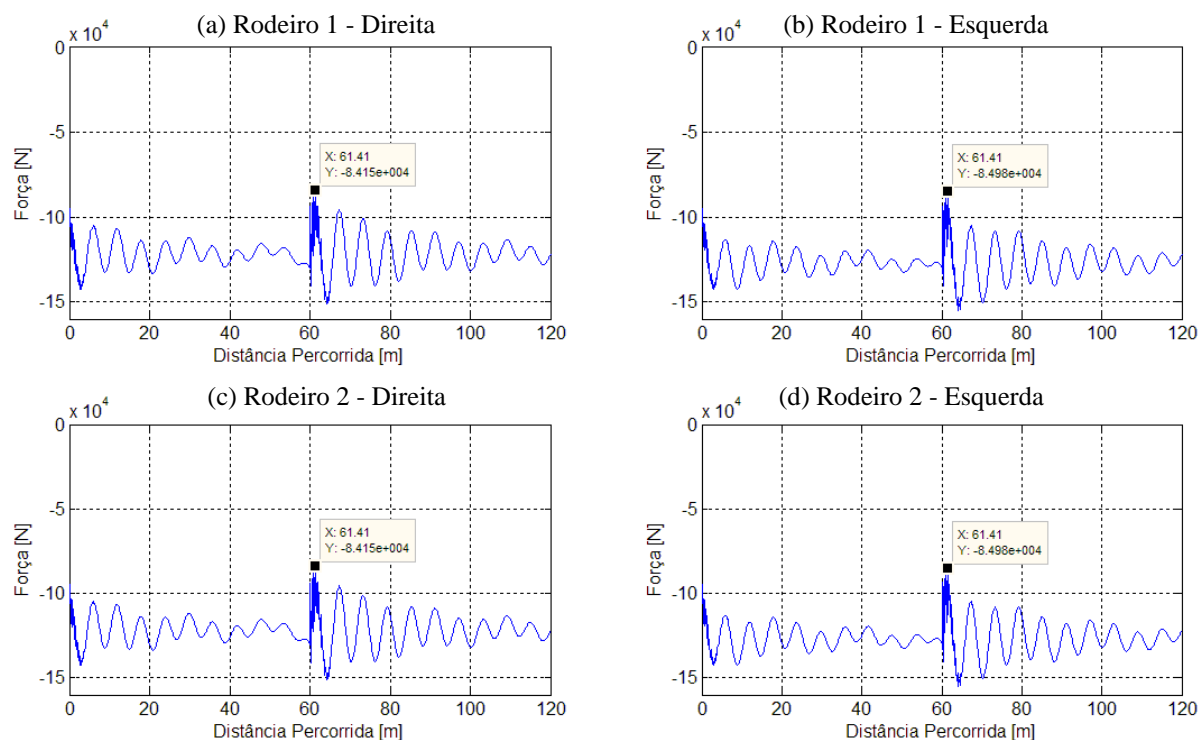 (a) Rodeiro 1 - Direita
x 10^4
0
-5
-10
-15
Força [N]
X: 61.41
Y: -8.415e+004
0 20 40 60 80 100 120
Distância Percorrida [m]
(b) Rodeiro 1 - Esquerda
x 10^4
0
-5
-10
-15
Força [N]
X: 61.41
Y: -8.498e+004
0 20 40 60 80 100 120
Distância Percorrida [m]
(c) Rodeiro 2 - Direita
x 10^4
0
-5
-10
-15
Força [N]
X: 61.41
Y: -8.415e+004
0 20 40 60 80 100 120
Distância Percorrida [m]
(d) Rodeiro 2 - Esquerda
x 10^4
0
-5
-10
-15
Força [N]
X: 61.41
Y: -8.498e+004
0 20 40 60 80 100 120
Distância Percorrida [m]